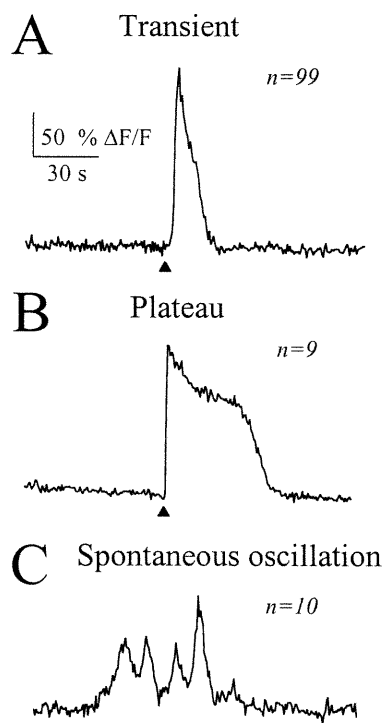 A Transient
n=99
50 % ΔF/F
30 s
B Plateau
n=9
C Spontaneous oscillation
n=10